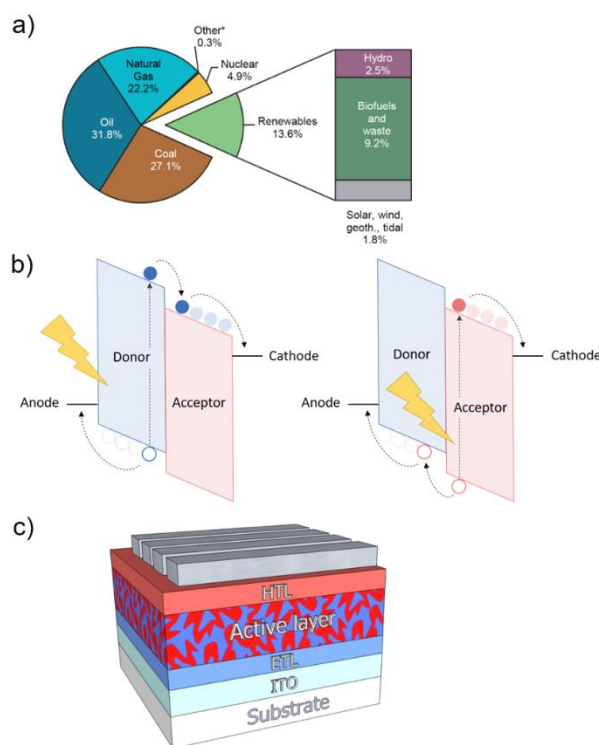 a)
Other*
0.3%
Nuclear
4.9%
Natural
Gas
22.2%
Oil
31.8%
Coal
27.1%
Renewables
13.6%
Hydro
2.5%
Biofuels
and
waste
9.2%
Solar, wind,
geoth., tidal
1.8%
b)
Donor
Acceptor
Anode
Cathode
Donor
Acceptor
Anode
Cathode
c)
HTL
Active layer
ETL
ITO
Substrate